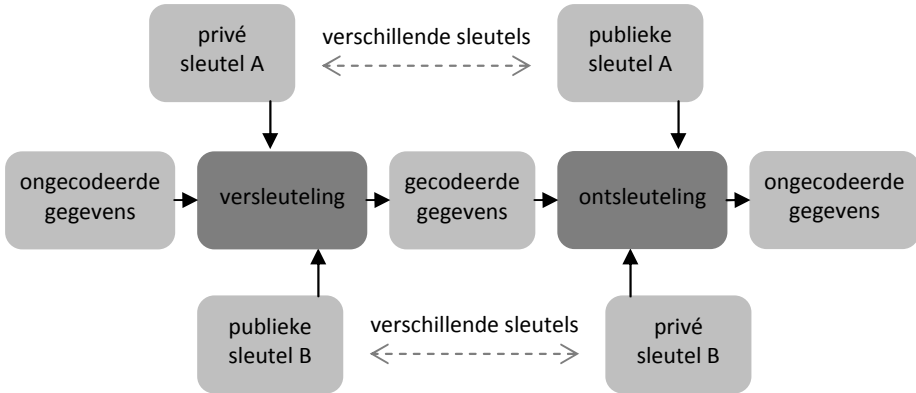 privé
sleutel A
verschillende sleutels
publieke
sleutel A
ongecodeerde
gegevens
versleuteling
gecodeerde
gegevens
ontsleuteling
ongecodeerde
gegevens
publieke
sleutel B
verschillende sleutels
privé
sleutel B